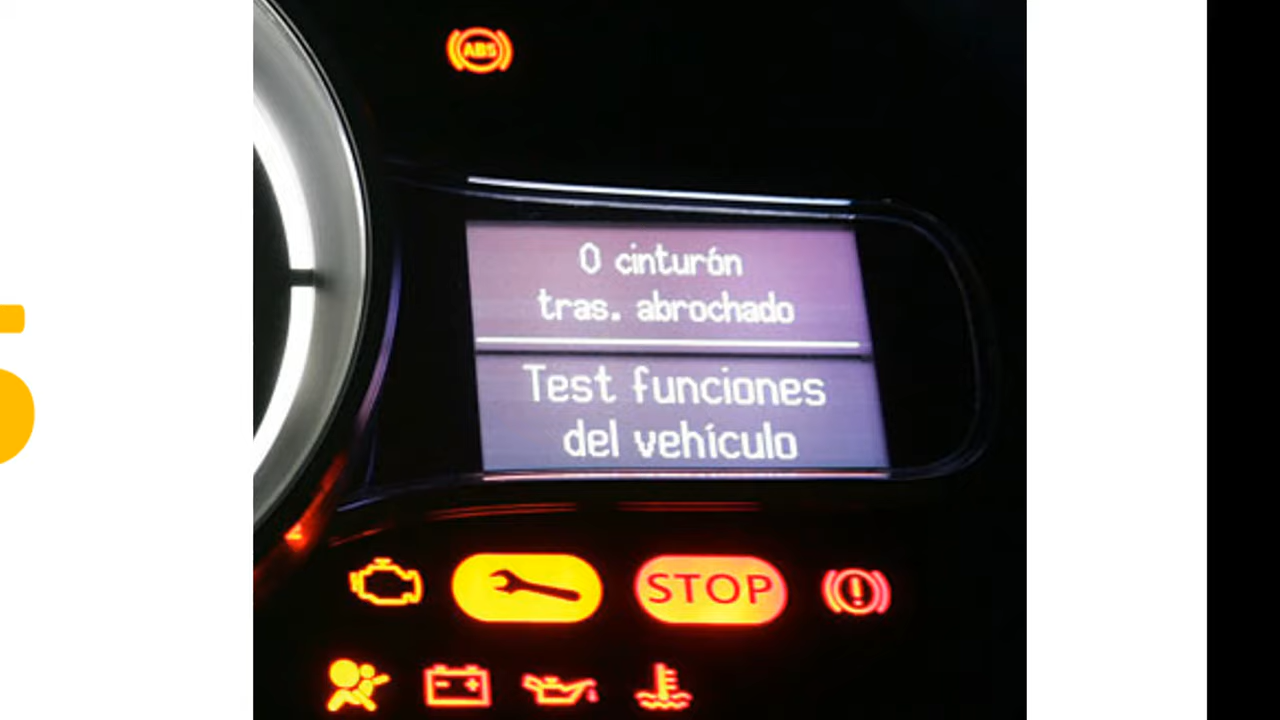 ABS
0 cinturón
tras. abrochado
Test funciones
del vehículo
STOP